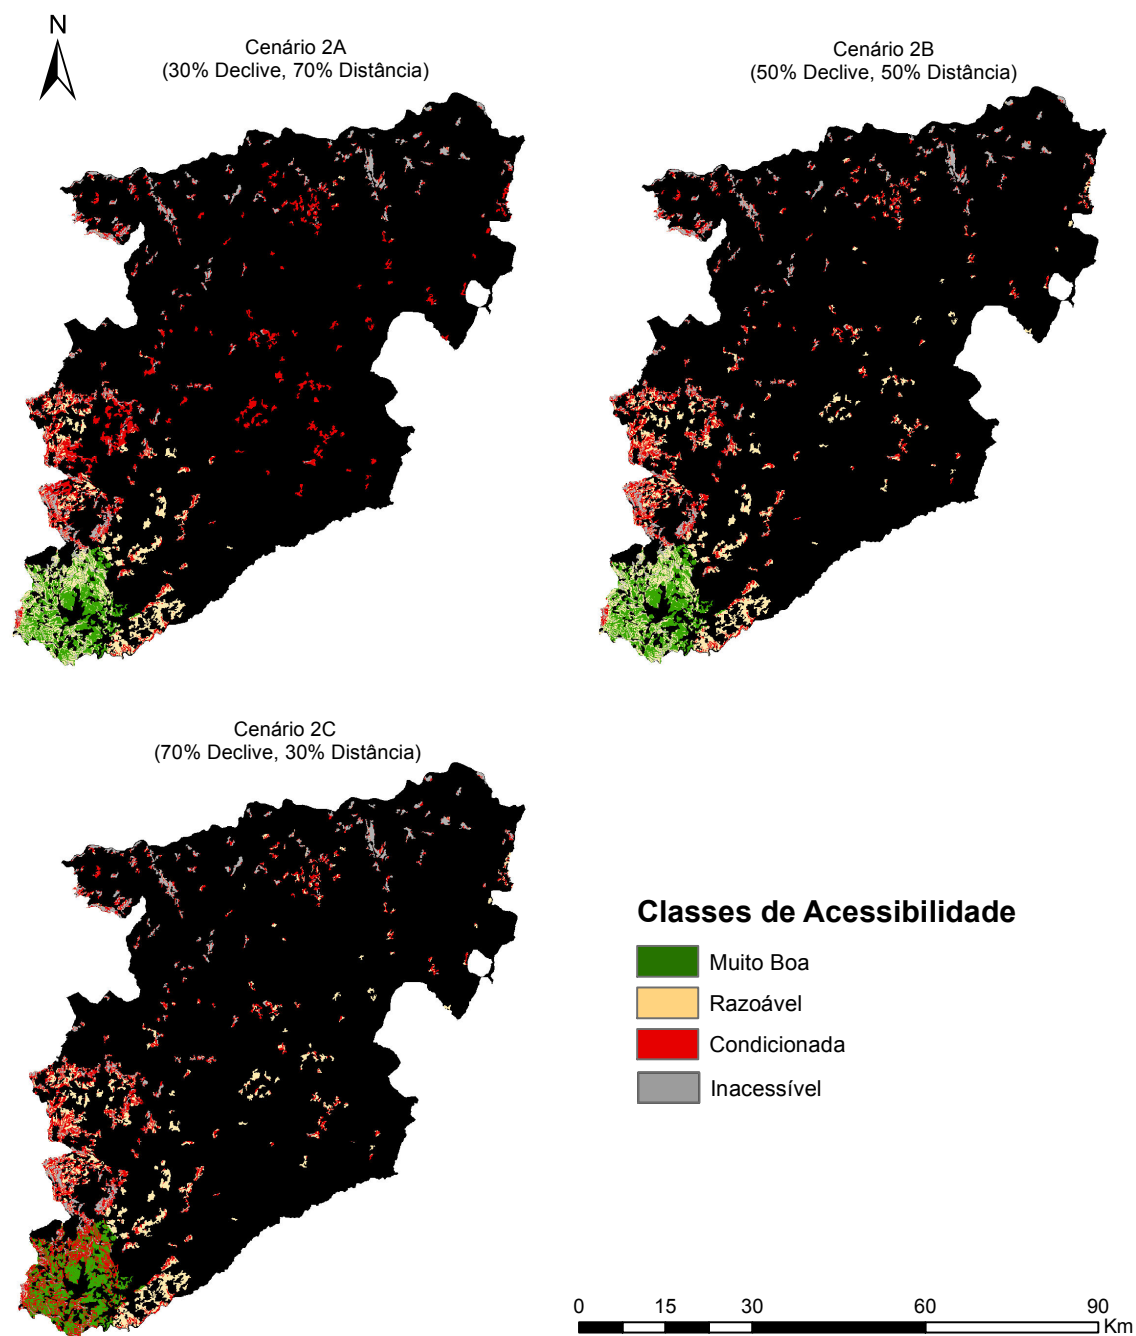 N
Cenário 2A
(30% Declive, 70% Distância)
Cenário 2B
(50% Declive, 50% Distância)
Cenário 2C
(70% Declive, 30% Distância)
Classes de Acessibilidade
Muito Boa
Razoável
Condicionada
Inacessível
0 15 30 60 90
Km